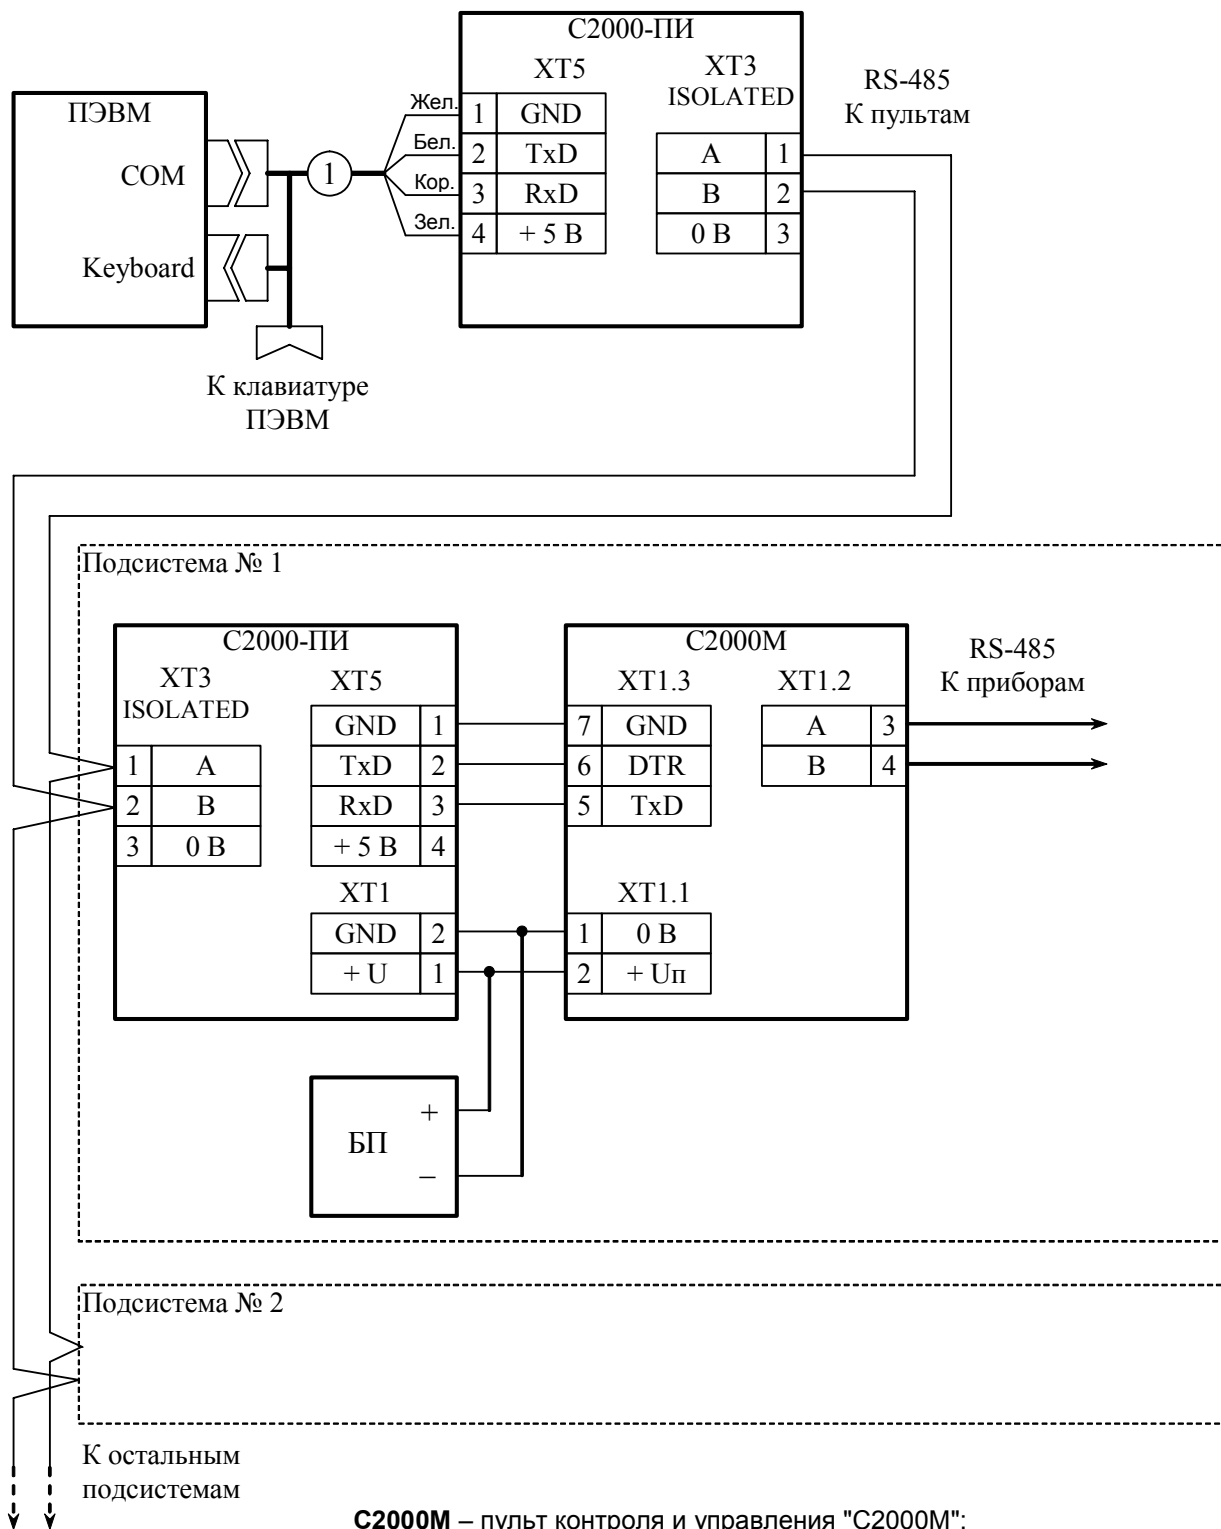 С2000-ПИ
XT5
XT3
ISOLATED
RS-485
К пультам
ПЭВМ
COM
Keyboard
Жел.
Бел.
Кор.
Зел.
1
1 GND
2 TxD
3 RxD
4 + 5 В
A 1
B 2
0 В 3
К клавиатуре
ПЭВМ
Подсистема № 1
С2000-ПИ
XT3
ISOLATED
XT5
1 A
2 B
3 0 В
GND 1
TxD 2
RxD 3
+ 5 В 4
XT1
GND 2
+ U 1
С2000М
XT1.3
XT1.2
7 GND
6 DTR
5 TxD
A 3
B 4
XT1.1
1 0 В
2 + Uп
RS-485
К приборам
БП
+
–
Подсистема № 2
К остальным
подсистемам
С2000М – пульт контроля и управления "С2000М";